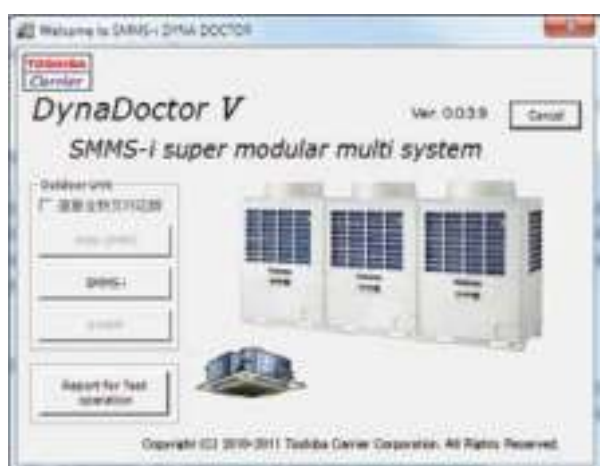 Welcome to SMMS-i DYNA DOCTOR
TOSHIBA
Carrier
DynaDoctor V
Ver. 0.0.3.9
Cancel
SMMS-i super modular multi system
Outdoor Unit
SMMS-i
Report for Test
operation
Copyright (C) 2010-2011 Toshiba Carrier Corporation. All Rights Reserved.